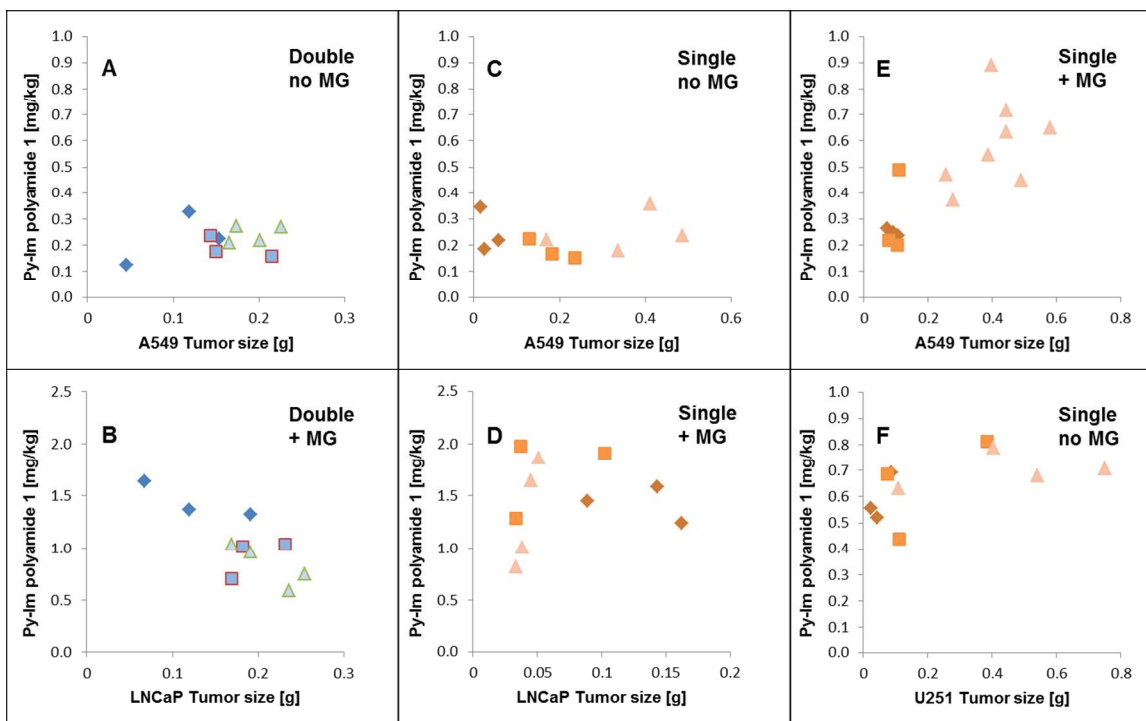 A
Double
no MG
Py-Im polyamide 1 [mg/kg]
1.0
0.9
0.8
0.7
0.6
0.5
0.4
0.3
0.2
0.1
0.0
0 0.1 0.2 0.3
A549 Tumor size [g]
C
Single
no MG
Py-Im polyamide 1 [mg/kg]
1.0
0.9
0.8
0.7
0.6
0.5
0.4
0.3
0.2
0.1
0.0
0 0.2 0.4 0.6
A549 Tumor size [g]
E
Single
+ MG
Py-Im polyamide 1 [mg/kg]
1.0
0.9
0.8
0.7
0.6
0.5
0.4
0.3
0.2
0.1
0.0
0 0.2 0.4 0.6 0.8
A549 Tumor size [g]
B
Double
+ MG
Py-Im polyamide 1 [mg/kg]
2.5
2.0
1.5
1.0
0.5
0.0
0 0.1 0.2 0.3
LNCaP Tumor size [g]
D
Single
+ MG
Py-Im polyamide 1 [mg/kg]
2.5
2.0
1.5
1.0
0.5
0.0
0 0.05 0.1 0.15 0.2
LNCaP Tumor size [g]
F
Single
no MG
Py-Im polyamide 1 [mg/kg]
1.0
0.9
0.8
0.7
0.6
0.5
0.4
0.3
0.2
0.1
0.0
0 0.2 0.4 0.6 0.8
U251 Tumor size [g]